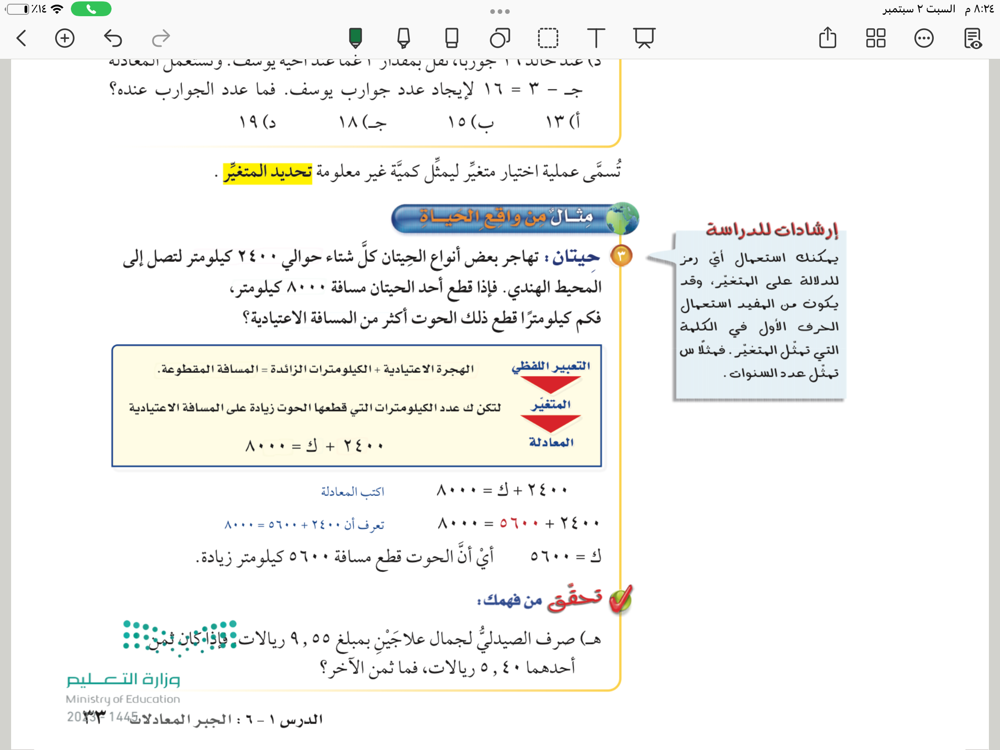 ٨:٢٤ م السبت ٢ سبتمبر
٪١٤
د) عند خالد ١٦ جوربًا، تقل بمقدار ٣ عما عند أخيه يوسف. وتستعمل المعادلة
جـ − ٣ = ١٦ لإيجاد عدد جوارب يوسف. فما عدد الجوارب عنده؟
أ) ١٣ ب) ١٥ جـ) ١٨ د) ١٩
تُسمَّى عملية اختيار متغيِّر ليمثِّل كميَّة غير معلومة تحديد المتغيِّر .
مِثـالٌ مِن واقِعِ الحَيـاةِ
٣ حِيتان : تهاجر بعض أنواع الحِيتان كلَّ شتاء حوالي ٢٤٠٠ كيلومتر لتصل إلى
المحيط الهندي. فإذا قطع أحد الحيتان مسافة ٨٠٠٠ كيلومتر،
فكم كيلومترًا قطع ذلك الحوت أكثر من المسافة الاعتيادية؟
إرشادات للدراسة
يمكنك استعمال أيّ رمز
للدلالة على المتغيّر، وقد
يكون من المفيد استعمال
الحرف الأول في الكلمة
التي تمثّل المتغيّر. فمثلًا س
تمثّل عدد السنوات.
التعبير اللفظي الهجرة الاعتيادية + الكيلومترات الزائدة = المسافة المقطوعة.
المتغيّر لتكن ك عدد الكيلومترات التي قطعها الحوت زيادة على المسافة الاعتيادية
المعادلة ٢٤٠٠ + ك = ٨٠٠٠
٢٤٠٠ + ك = ٨٠٠٠ اكتب المعادلة
٢٤٠٠ + ٥٦٠٠ = ٨٠٠٠ تعرف أن ٢٤٠٠ + ٥٦٠٠ = ٨٠٠٠
ك = ٥٦٠٠ أيْ أنَّ الحوت قطع مسافة ٥٦٠٠ كيلومتر زيادة.
تحقَّق من فهمك:
هـ) صرف الصيدليُّ لجمال علاجَيْنِ بمبلغ ٩,٥٥ ريالات. فإذا كان ثمن
أحدهما ٥,٤٠ ريالات، فما ثمن الآخر؟
وزارة التعـليم
Ministry of Education
2023 - 1445
الدرس ١ - ٦ : الجبر المعادلات ٣٣